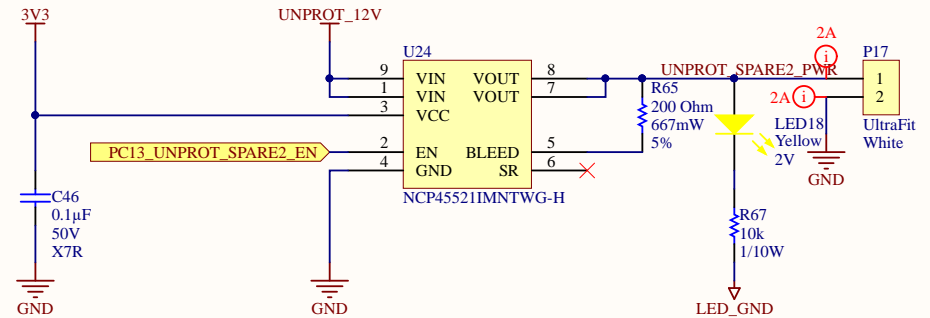 3V3
UNPROT_12V
U24
9 VIN VOUT 8
1 VIN VOUT 7
3 VCC
2 EN BLEED 5
4 GND SR 6
NCP45521IMNTWG-H
PC13_UNPROT_SPARE2_EN
C46
0.1µF
50V
X7R
GND
GND
UNPROT_SPARE2_PWR
R65
200 Ohm
667mW
5%
LED18
Yellow
2V
R67
10k
1/10W
LED_GND
2A
i
2A
i
P17
1
2
UltraFit
White
GND